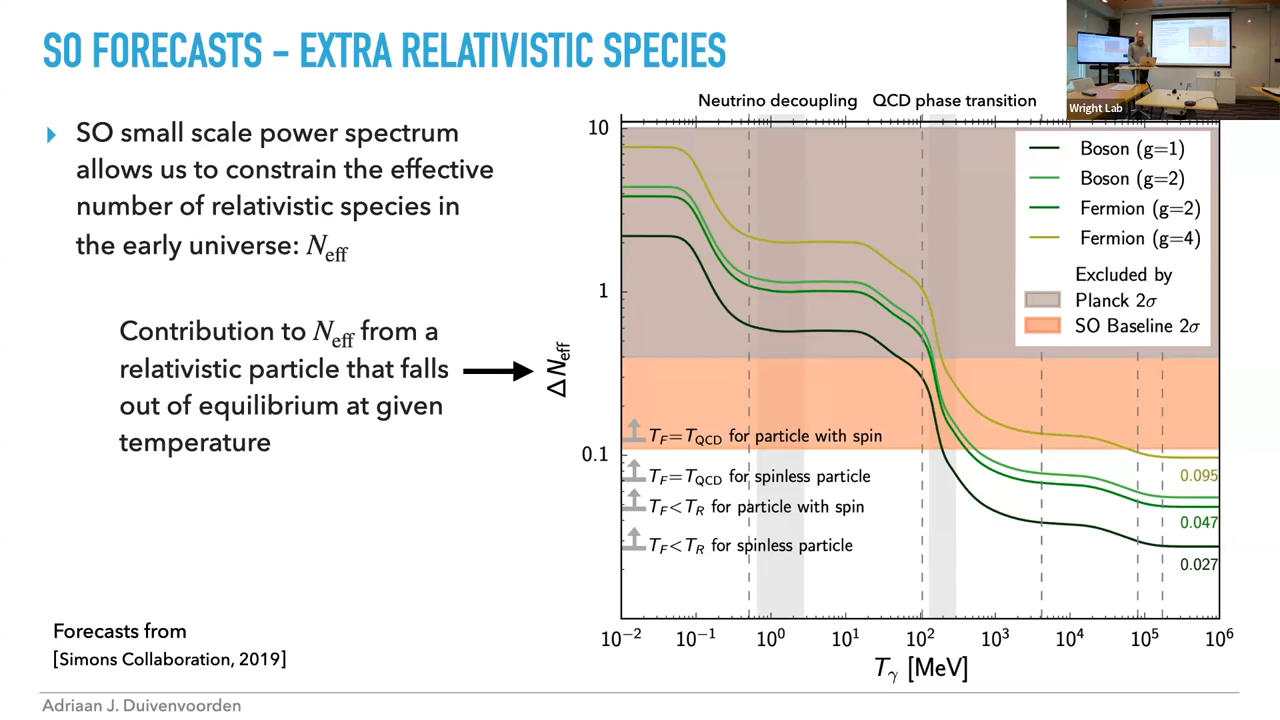 SO FORECASTS – EXTRA RELATIVISTIC SPECIES
SO small scale power spectrum
allows us to constrain the effective
number of relativistic species in
the early universe: N_eff
Contribution to N_eff from a
relativistic particle that falls
out of equilibrium at given
temperature
Forecasts from
[Simons Collaboration, 2019]
Adriaan J. Duivenvoorden
Wright Lab
Neutrino decoupling
QCD phase transition
Boson (g=1)
Boson (g=2)
Fermion (g=2)
Fermion (g=4)
Excluded by
Planck 2σ
SO Baseline 2σ
10
1
0.1
ΔN_eff
T_F=T_QCD for particle with spin
T_F=T_QCD for spinless particle
T_F<T_R for particle with spin
T_F<T_R for spinless particle
0.095
0.047
0.027
10⁻² 10⁻¹ 10⁰ 10¹ 10² 10³ 10⁴ 10⁵ 10⁶
T_γ [MeV]